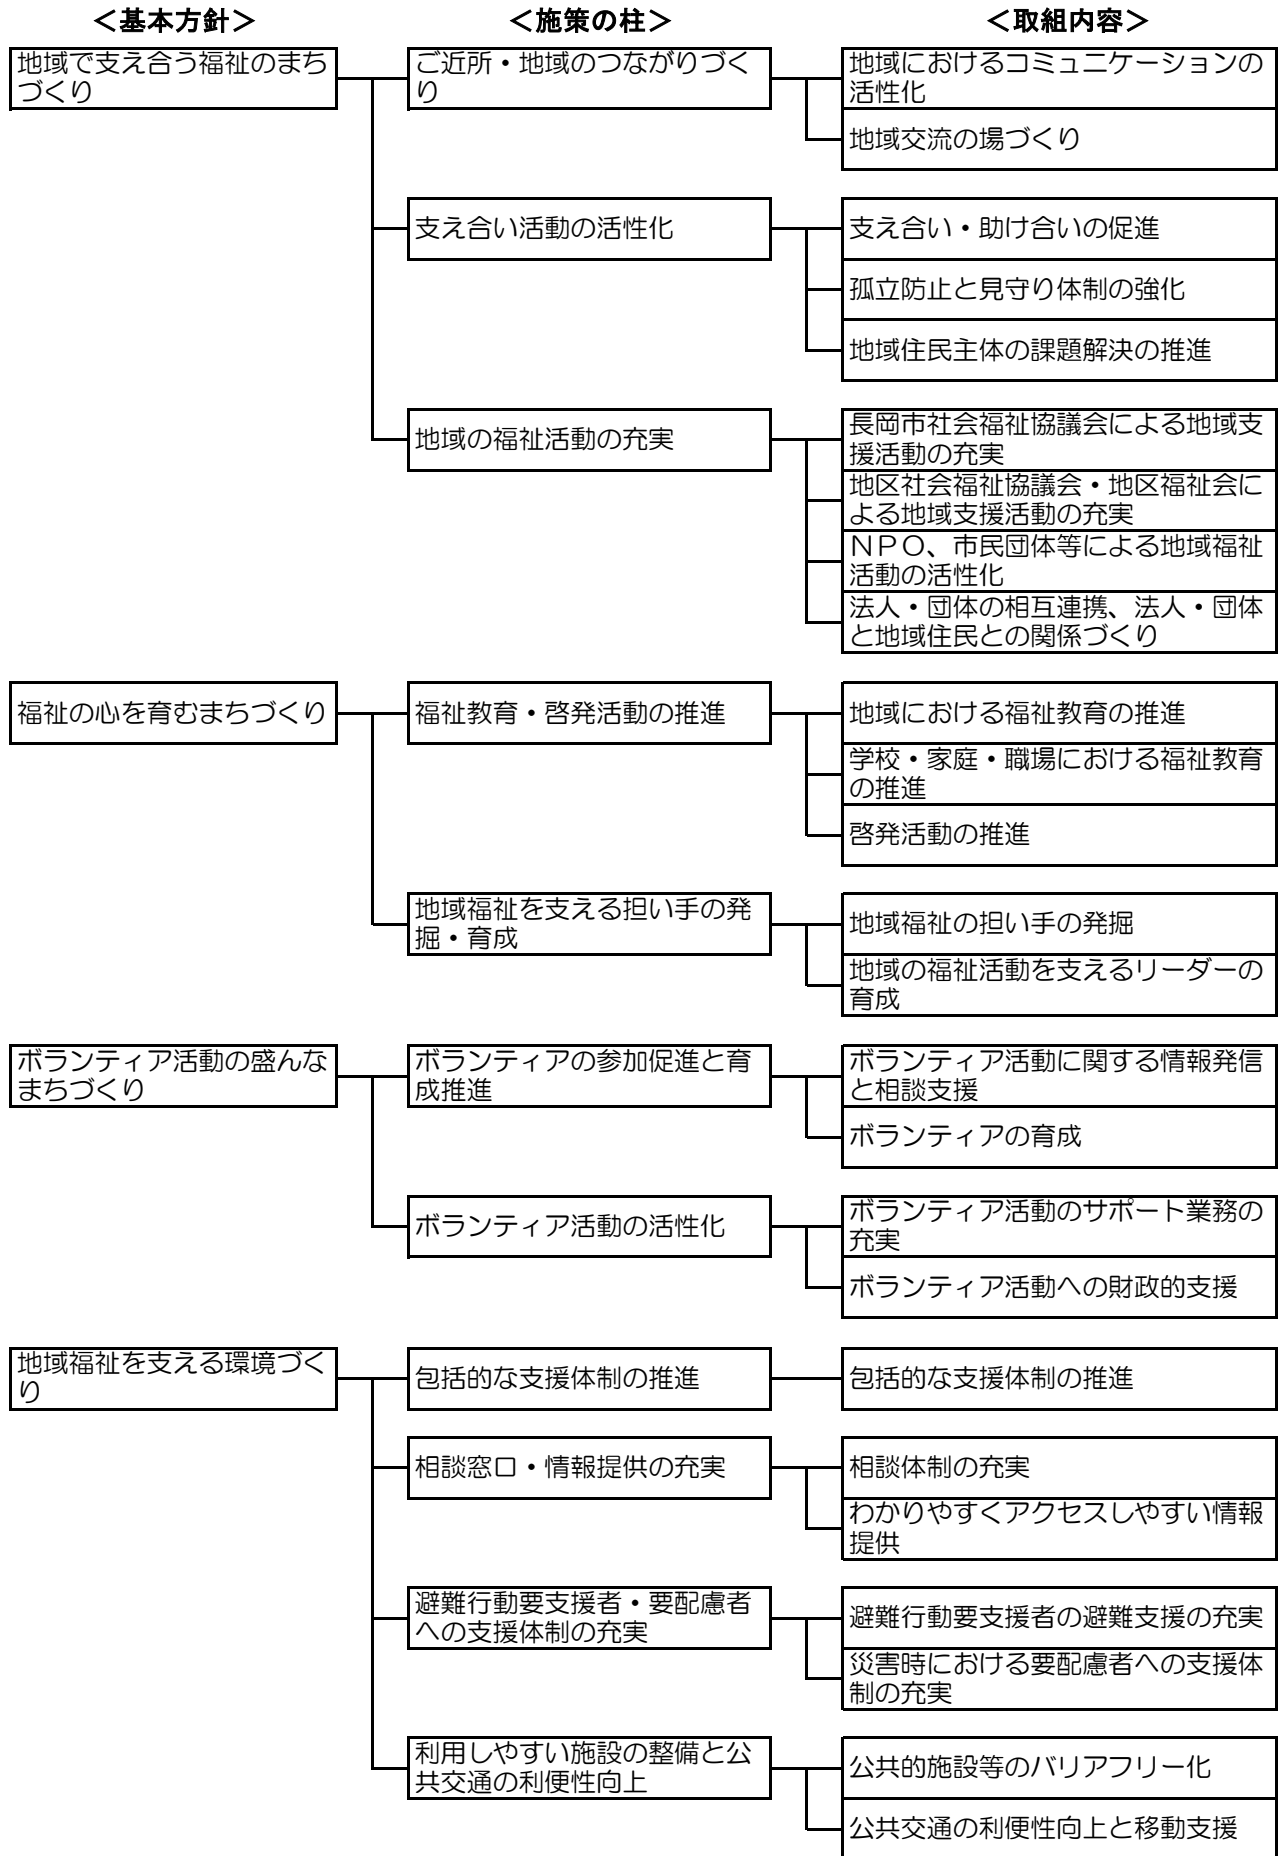 ＜基本方針＞
＜施策の柱＞
＜取組内容＞
地域で支え合う福祉のまち
づくり
ご近所・地域のつながりづく
り
地域におけるコミュニケーションの
活性化
地域交流の場づくり
支え合い活動の活性化
支え合い・助け合いの促進
孤立防止と見守り体制の強化
地域住民主体の課題解決の推進
地域の福祉活動の充実
長岡市社会福祉協議会による地域支
援活動の充実
地区社会福祉協議会・地区福祉会に
よる地域支援活動の充実
ＮＰＯ、市民団体等による地域福祉
活動の活性化
法人・団体の相互連携、法人・団体
と地域住民との関係づくり
福祉の心を育むまちづくり
福祉教育・啓発活動の推進
地域における福祉教育の推進
学校・家庭・職場における福祉教育
の推進
啓発活動の推進
地域福祉を支える担い手の発
掘・育成
地域福祉の担い手の発掘
地域の福祉活動を支えるリーダーの
育成
ボランティア活動の盛んな
まちづくり
ボランティアの参加促進と育
成推進
ボランティア活動に関する情報発信
と相談支援
ボランティアの育成
ボランティア活動の活性化
ボランティア活動のサポート業務の
充実
ボランティア活動への財政的支援
地域福祉を支える環境づく
り
包括的な支援体制の推進
包括的な支援体制の推進
相談窓口・情報提供の充実
相談体制の充実
わかりやすくアクセスしやすい情報
提供
避難行動要支援者・要配慮者
への支援体制の充実
避難行動要支援者の避難支援の充実
災害時における要配慮者への支援体
制の充実
利用しやすい施設の整備と公
共交通の利便性向上
公共的施設等のバリアフリー化
公共交通の利便性向上と移動支援